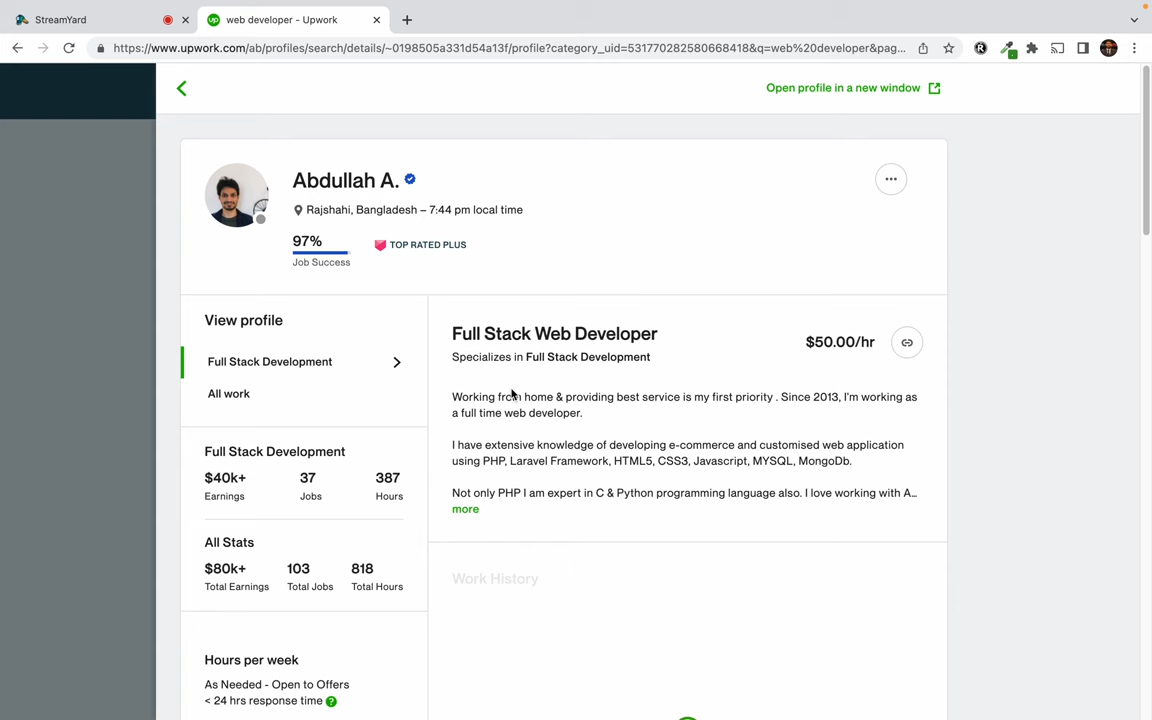 StreamYard
web developer - Upwork
https://www.upwork.com/ab/profiles/search/details/~0198505a331d54a13f/profile?category_uid=531770282580668418&q=web%20developer&pag...
Open profile in a new window
Abdullah A.
Rajshahi, Bangladesh – 7:44 pm local time
97%
TOP RATED PLUS
Job Success
View profile
Full Stack Development
All work
Full Stack Development
$40k+ 37 387
Earnings Jobs Hours
All Stats
$80k+ 103 818
Total Earnings Total Jobs Total Hours
Hours per week
As Needed - Open to Offers
< 24 hrs response time ?
Full Stack Web Developer
$50.00/hr
Specializes in Full Stack Development
Working from home & providing best service is my first priority . Since 2013, I'm working as
a full time web developer.
I have extensive knowledge of developing e-commerce and customised web application
using PHP, Laravel Framework, HTML5, CSS3, Javascript, MYSQL, MongoDb.
Not only PHP I am expert in C & Python programming language also. I love working with A...
more
Work History